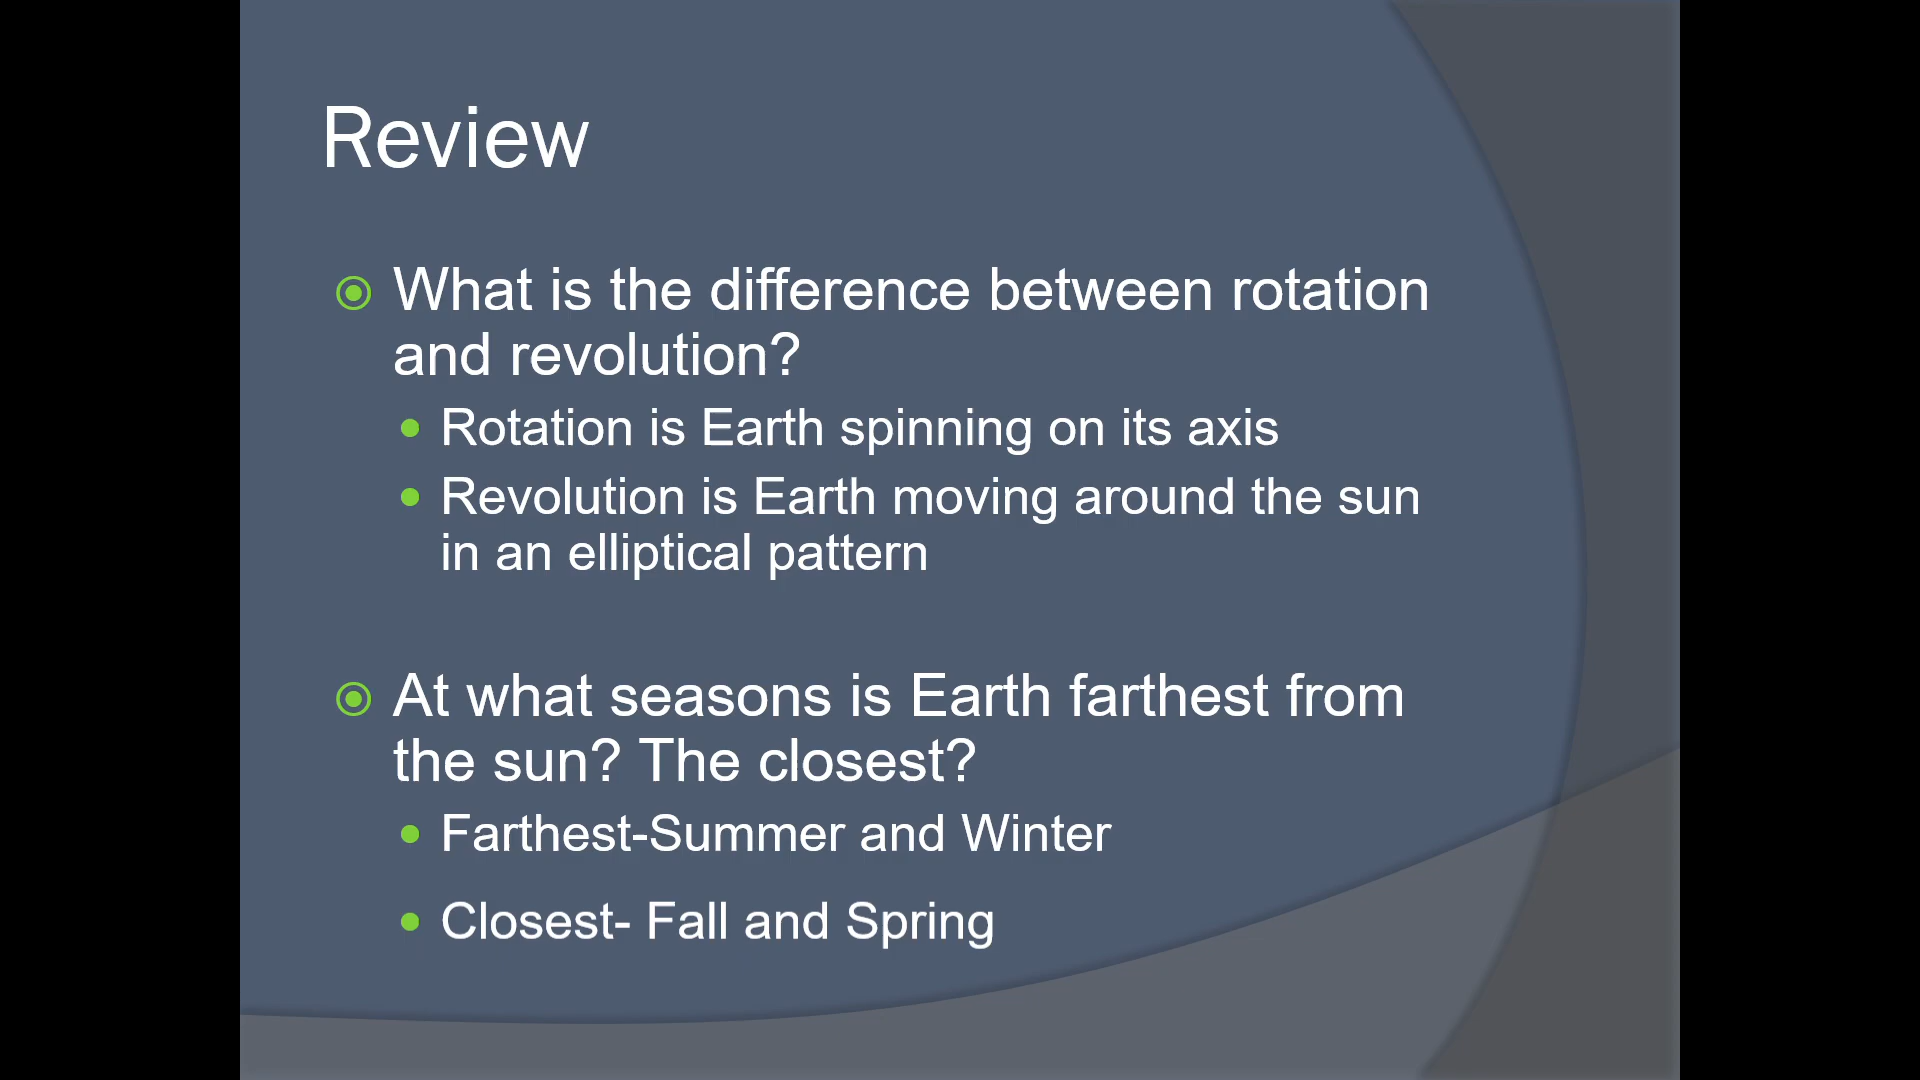 Review
What is the difference between rotation
and revolution?
Rotation is Earth spinning on its axis
Revolution is Earth moving around the sun
in an elliptical pattern
At what seasons is Earth farthest from
the sun? The closest?
Farthest-Summer and Winter
Closest- Fall and Spring